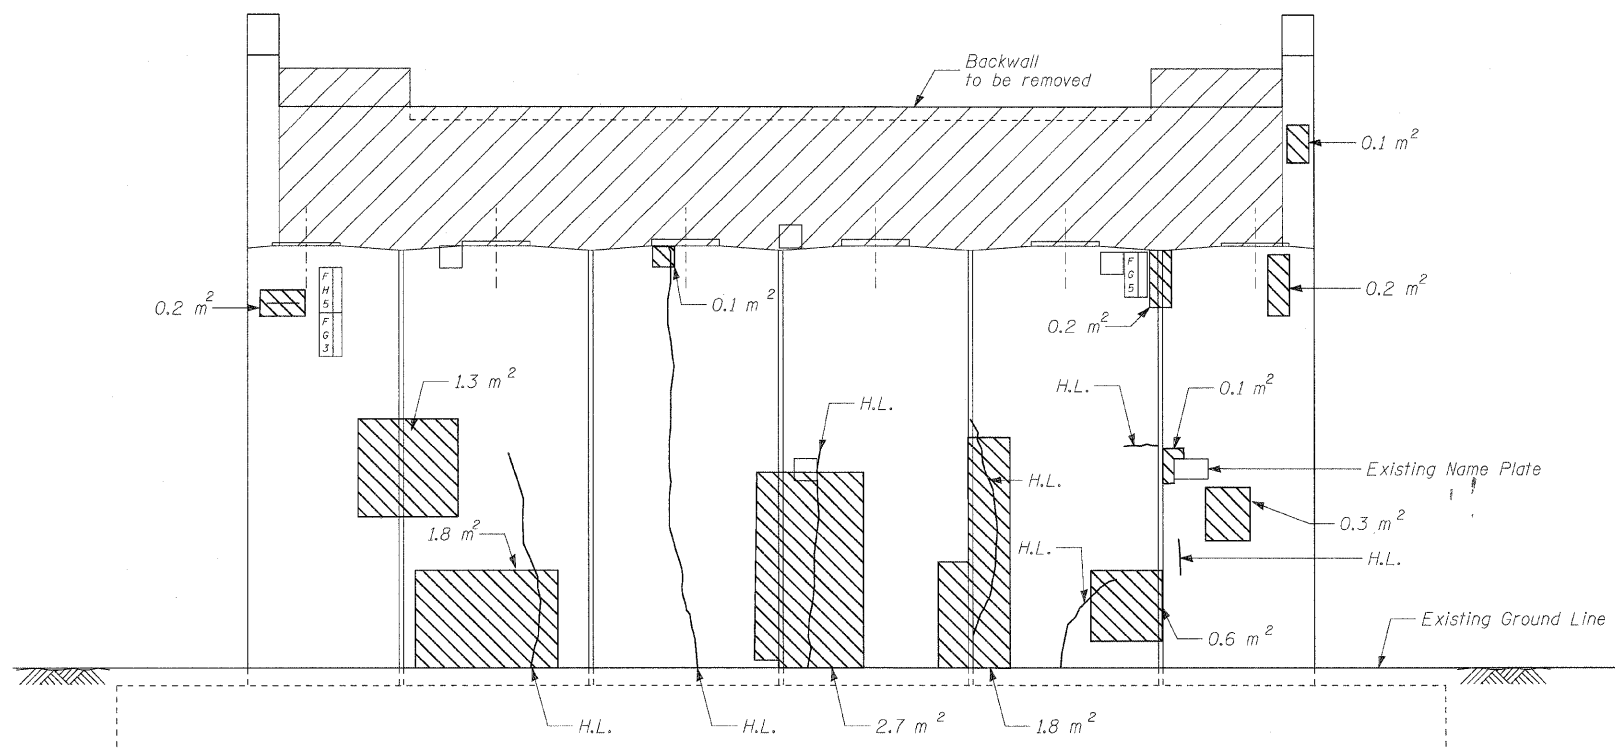 Backwall
to be removed
0.1 m²
0.2 m²
F
H
5
F
G
3
0.1 m²
F
G
5
0.2 m²
0.2 m²
1.3 m²
H.L.
H.L.
0.1 m²
Existing Name Plate
H.L.
0.3 m²
1.8 m²
H.L.
H.L.
Existing Ground Line
0.6 m²
H.L.
H.L.
2.7 m²
1.8 m²